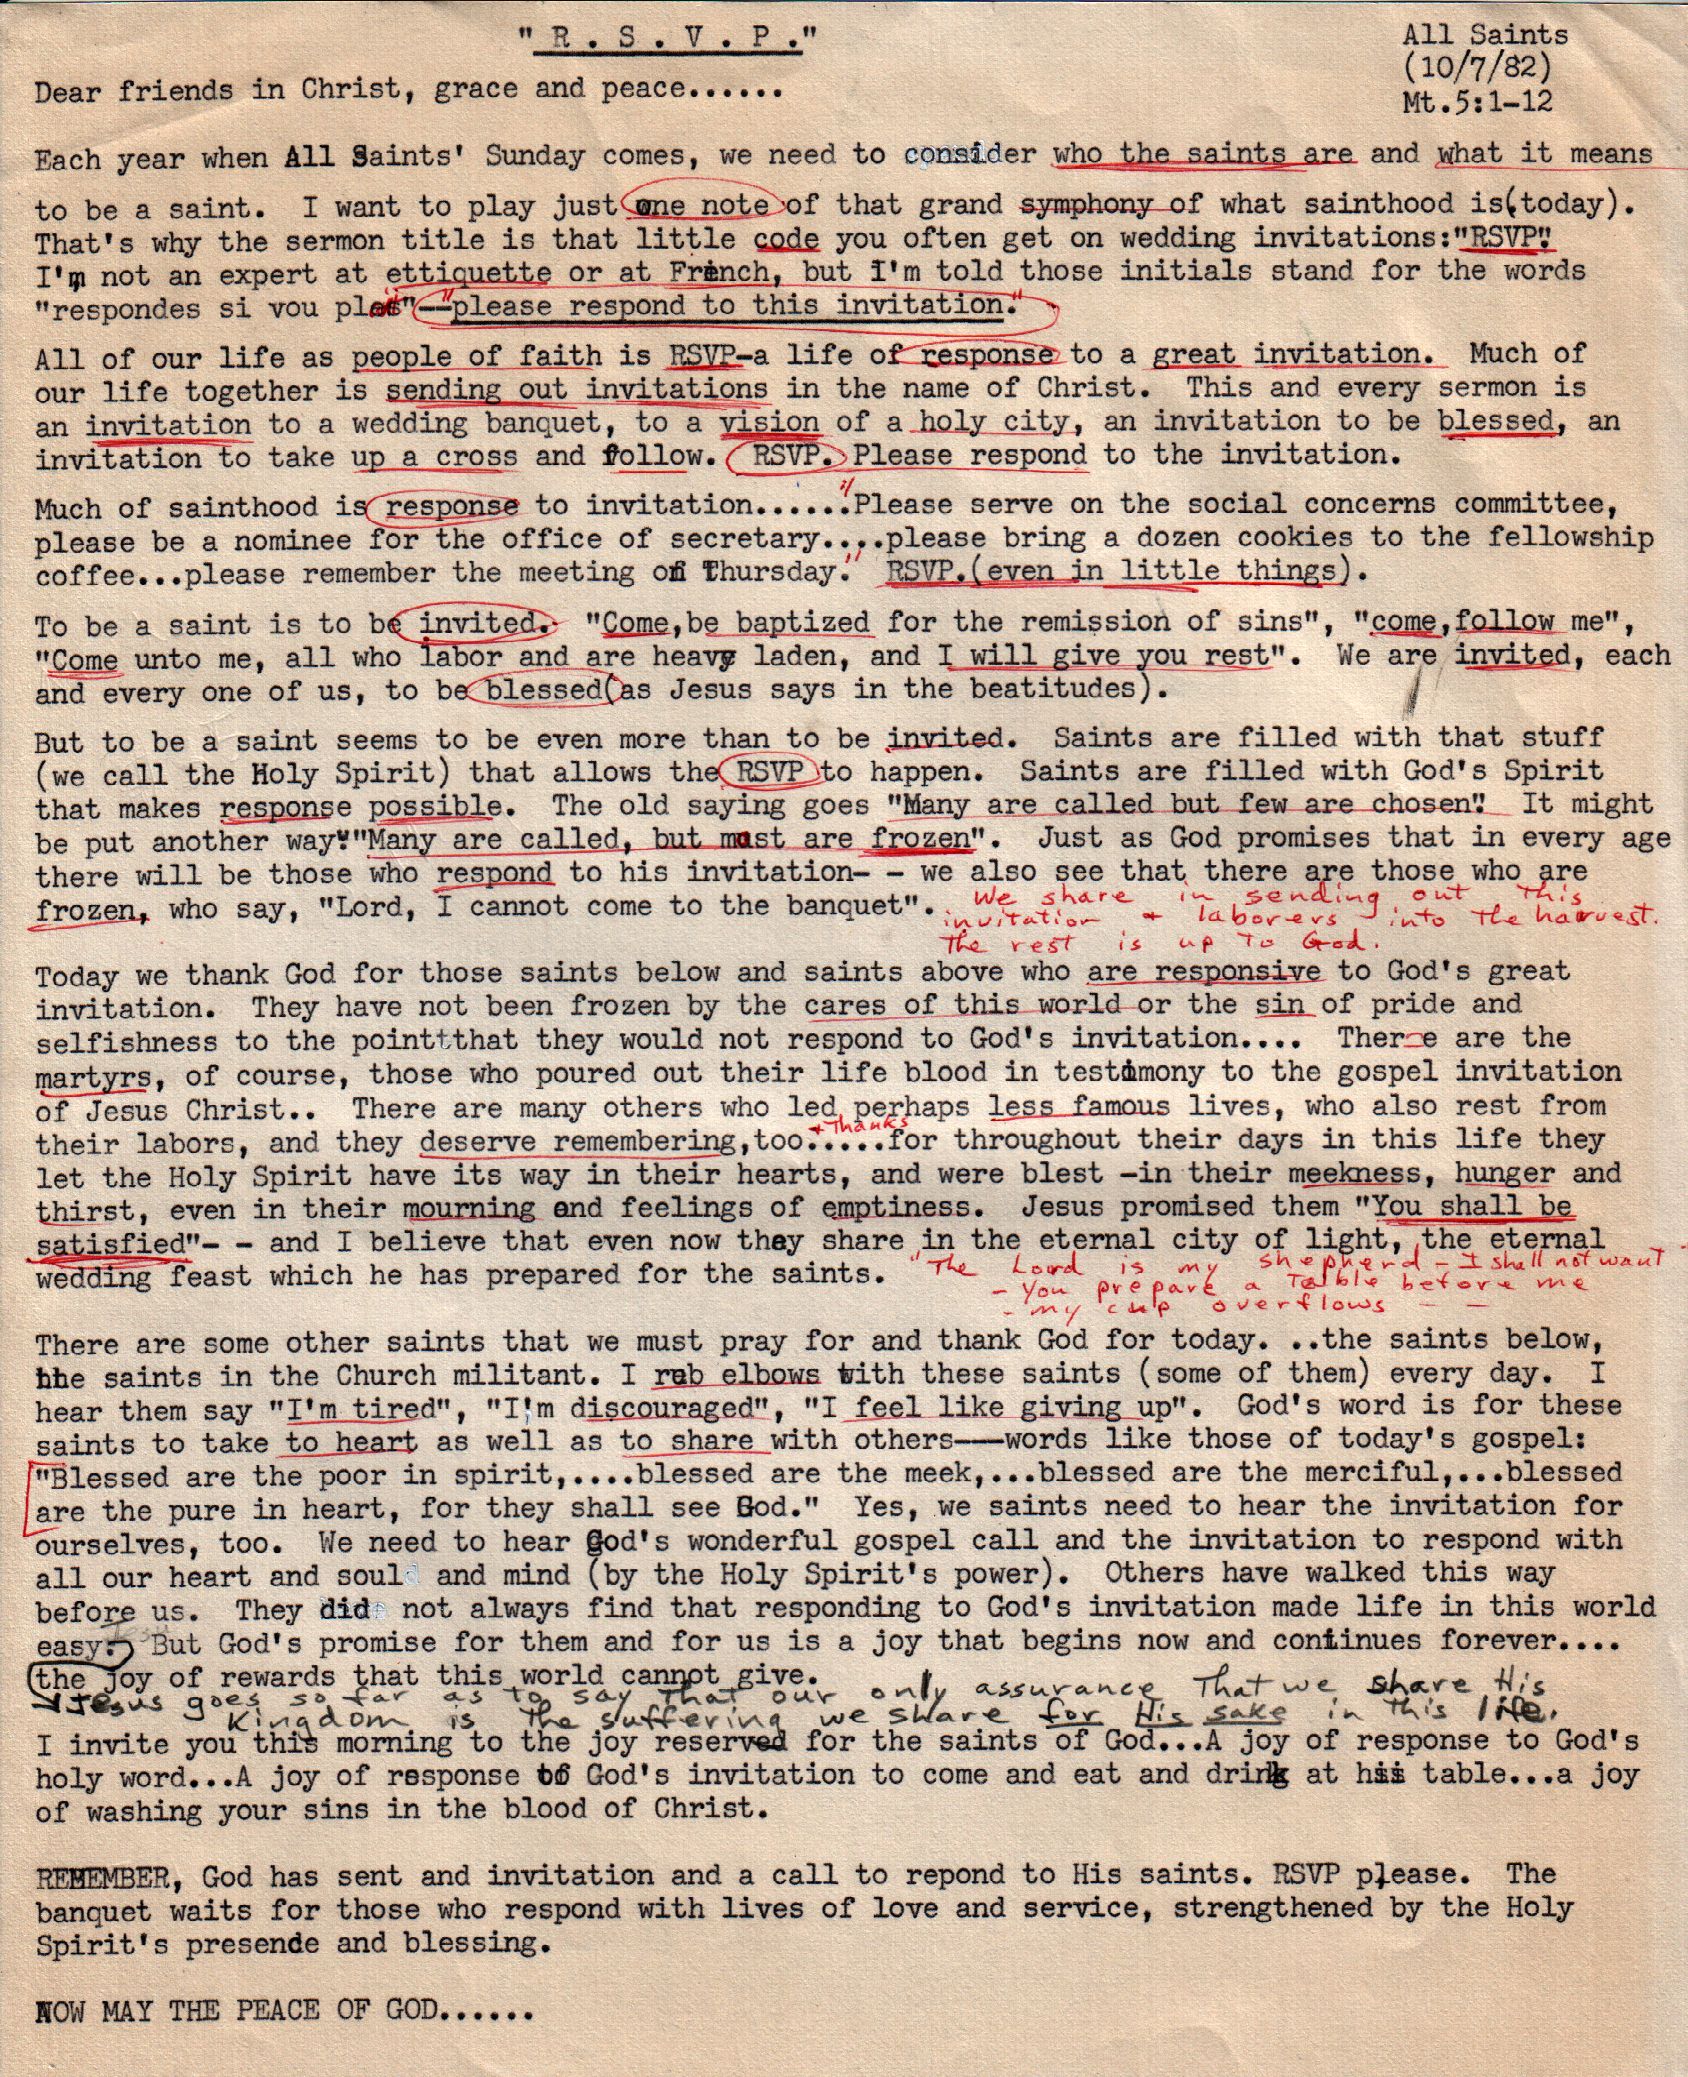 "R.S.V.P."
All Saints
(10/7/82)
Mt.5:1-12
Dear friends in Christ, grace and peace......
Each year when All Saints' Sunday comes, we need to consider who the saints are and what it means
to be a saint.  I want to play just one note of that grand symphony of what sainthood is(today).
That's why the sermon title is that little code you often get on wedding invitations:"RSVP".
I'm not an expert at ettiquette or at French, but I'm told those initials stand for the words
"respondes si vou "--"please respond to this invitation."
All of our life as people of faith is RSVP-a life of response to a great invitation.  Much of
our life together is sending out invitations in the name of Christ.  This and every sermon is
an invitation to a wedding banquet, to a vision of a holy city, an invitation to be blessed, an
invitation to take up a cross and follow.  RSVP. Please respond to the invitation.
Much of sainthood is response to invitation......"Please serve on the social concerns committee,
please be a nominee for the office of secretary....please bring a dozen cookies to the fellowship
coffee...please remember the meeting on Thursday."  RSVP.(even in little things).
To be a saint is to be invited.  "Come,be baptized for the remission of sins", "come,follow me",
"Come unto me, all who labor and are heavy laden, and I will give you rest".  We are invited, each
and every one of us, to be blessed(as Jesus says in the beatitudes).
But to be a saint seems to be even more than to be invited.  Saints are filled with that stuff
(we call the Holy Spirit) that allows the RSVP to happen.  Saints are filled with God's Spirit
that makes response possible.  The old saying goes "Many are called but few are chosen".  It might
be put another way:"Many are called, but most are frozen".  Just as God promises that in every age
there will be those who respond to his invitation- - we also see that there are those who are
frozen, who say, "Lord, I cannot come to the banquet".
We share in sending out this
invitation + laborers into the harvest.
The rest is up to God.
Today we thank God for those saints below and saints above who are responsive to God's great
invitation.  They have not been frozen by the cares of this world or the sin of pride and
selfishness to the pointtthat they would not respond to God's invitation....  There are the
martyrs, of course, those who poured out their life blood in testimony to the gospel invitation
of Jesus Christ..  There are many others who led perhaps less famous lives, who also rest from
+ Thanks
their labors, and they deserve remembering,too.....for throughout their days in this life they
let the Holy Spirit have its way in their hearts, and were blest -in their meekness, hunger and
thirst, even in their mourning and feelings of emptiness.  Jesus promised them "You shall be
satisfied"- - and I believe that even now they share in the eternal city of light, the eternal
wedding feast which he has prepared for the saints.
"The Lord is my shepherd - I shall not want
- You prepare a Table before me
- my cup overflows - -
There are some other saints that we must pray for and thank God for today. ..the saints below,
the saints in the Church militant. I rub elbows with these saints (some of them) every day.  I
hear them say "I'm tired", "I'm discouraged", "I feel like giving up".  God's word is for these
saints to take to heart as well as to share with others---words like those of today's gospel:
"Blessed are the poor in spirit,....blessed are the meek,...blessed are the merciful,...blessed
are the pure in heart, for they shall see God."  Yes, we saints need to hear the invitation for
ourselves, too.  We need to hear God's wonderful gospel call and the invitation to respond with
all our heart and soul and mind (by the Holy Spirit's power).  Others have walked this way
before us.  They did not always find that responding to God's invitation made life in this world
easy. But God's promise for them and for us is a joy that begins now and continues forever....
the joy of rewards that this world cannot give.
Jesus goes so far as to say that our only assurance That we share His
Kingdom is the suffering we share for His sake in this life.
I invite you this morning to the joy reserved for the saints of God...A joy of response to God's
holy word...A joy of response to God's invitation to come and eat and drink at his table...a joy
of washing your sins in the blood of Christ.
REMEMBER, God has sent and invitation and a call to repond to His saints. RSVP please.  The
banquet waits for those who respond with lives of love and service, strengthened by the Holy
Spirit's presence and blessing.
NOW MAY THE PEACE OF GOD......